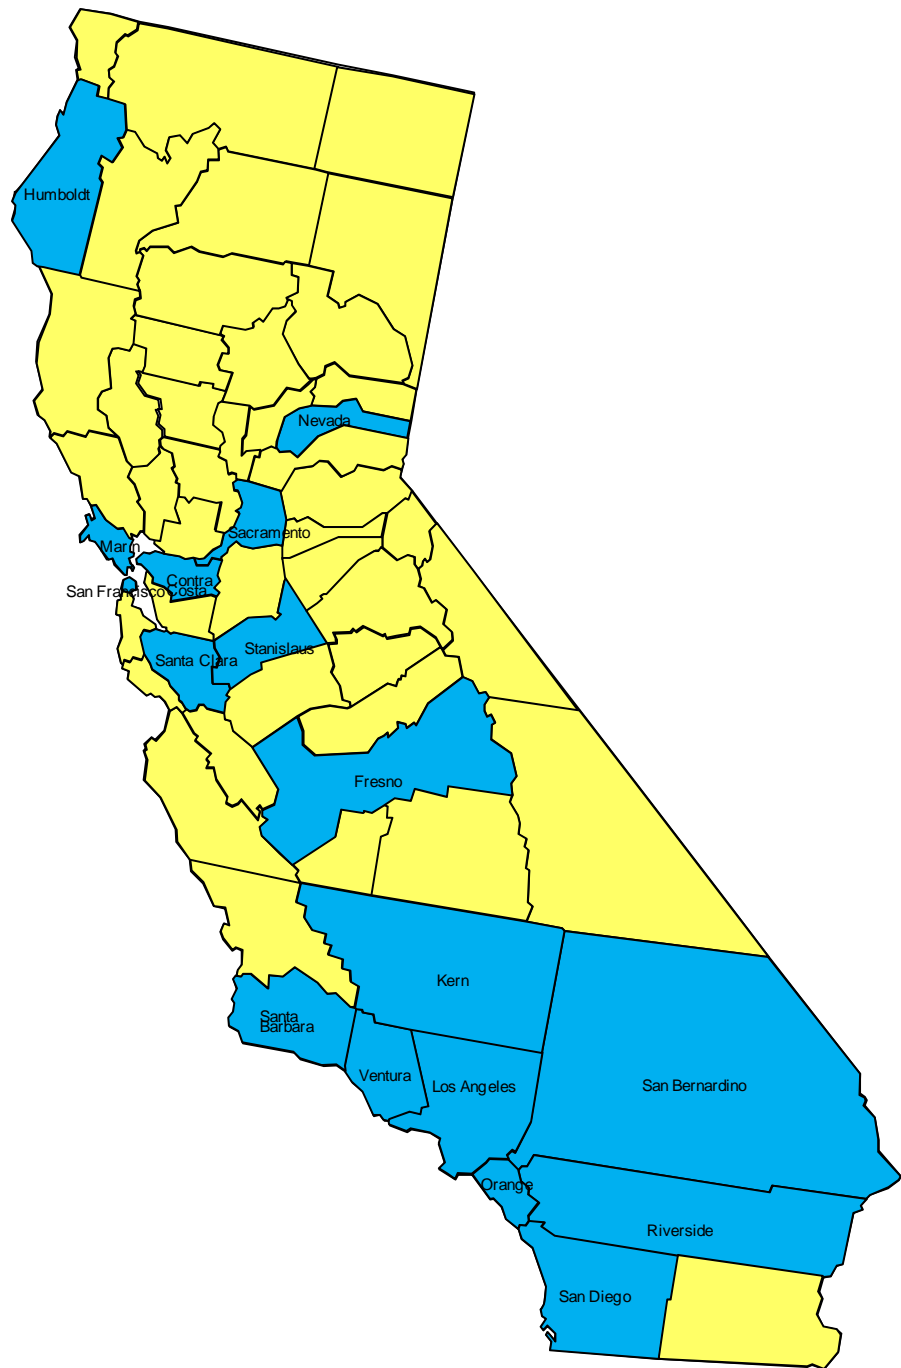 Humboldt
Nevada
Sacramento
Marin
Contra
Costa
San Francisco
Stanislaus
Santa Clara
Fresno
Kern
Santa
Barbara
Ventura
Los Angeles
San Bernardino
Orange
Riverside
San Diego